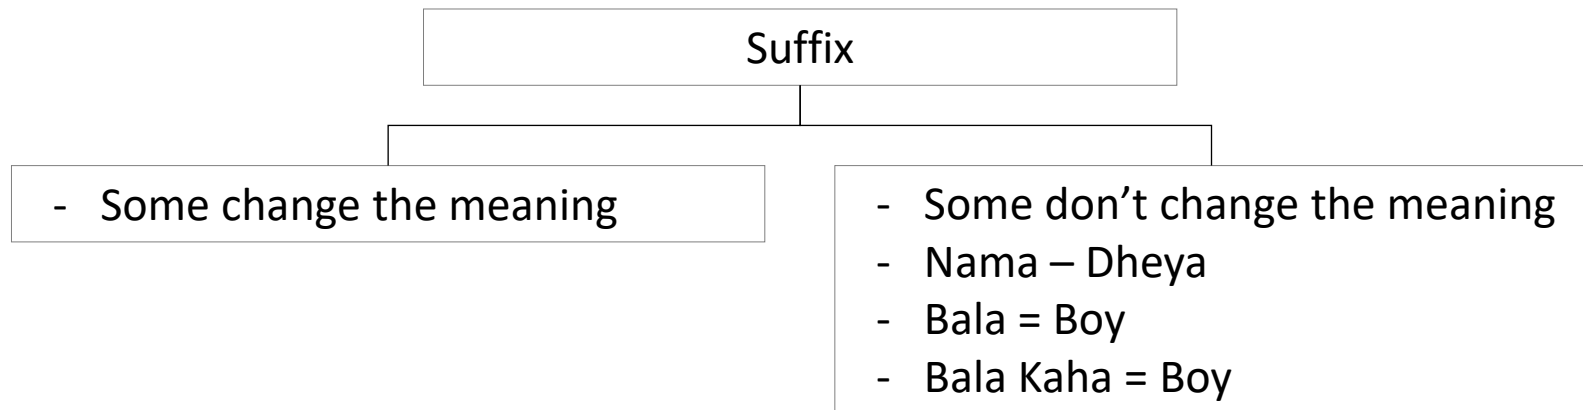 Suffix
- Some change the meaning
- Some don’t change the meaning
- Nama – Dheya
- Bala = Boy
- Bala Kaha = Boy